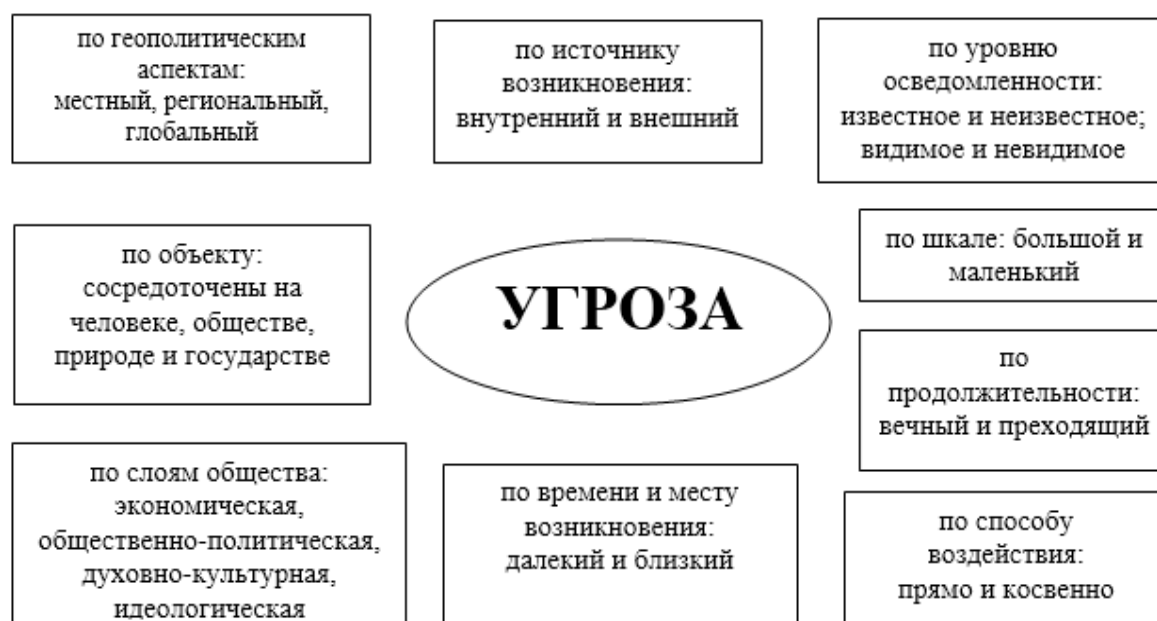 по геополитическим
аспектам:
местный, региональный,
глобальный
по источнику
возникновения:
внутренний и внешний
по уровню
осведомленности:
известное и неизвестное;
видимое и невидимое
по объекту:
сосредоточены на
человеке, обществе,
природе и государстве
УГРОЗА
по шкале: большой и
маленький
по
продолжительности:
вечный и преходящий
по слоям общества:
экономическая,
общественно-политическая,
духовно-культурная,
идеологическая
по времени и месту
возникновения:
далекий и близкий
по способу
воздействия:
прямо и косвенно